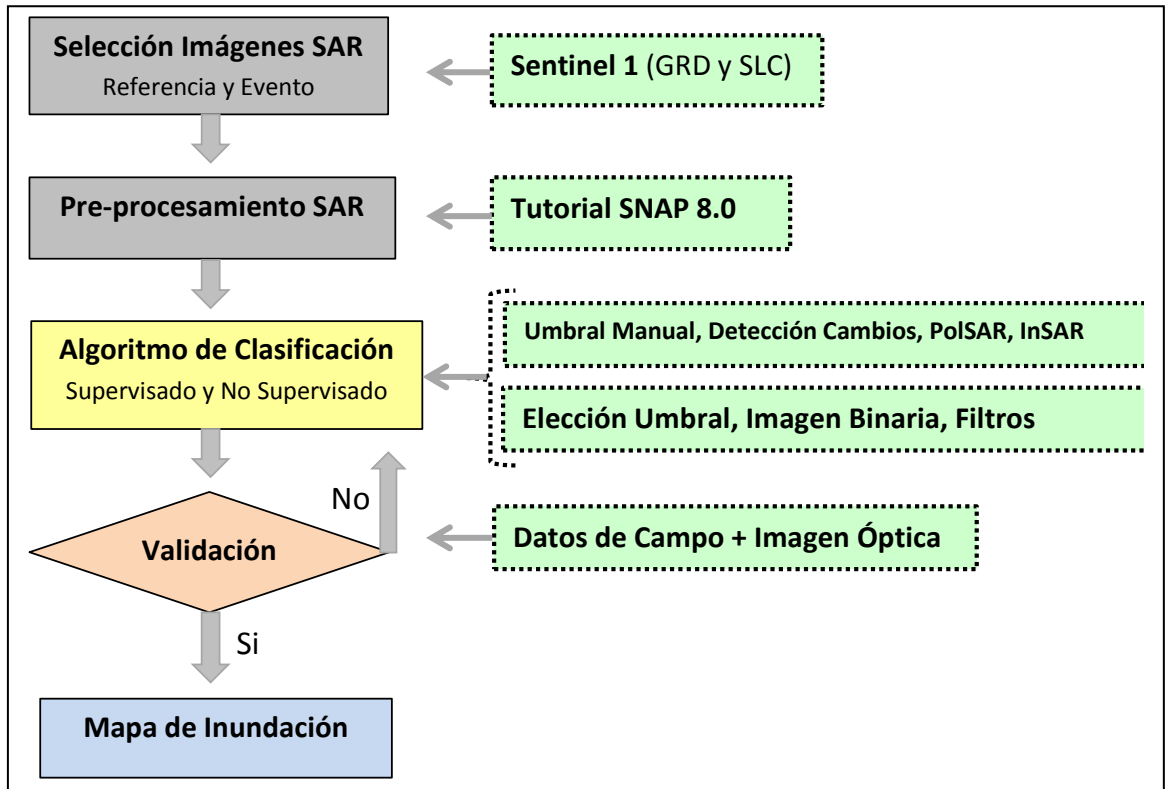 Selección Imágenes SAR
Referencia y Evento
Sentinel 1 (GRD y SLC)
Pre-procesamiento SAR
Tutorial SNAP 8.0
Algoritmo de Clasificación
Supervisado y No Supervisado
Umbral Manual, Detección Cambios, PolSAR, InSAR
Elección Umbral, Imagen Binaria, Filtros
No
Validación
Datos de Campo + Imagen Óptica
Si
Mapa de Inundación